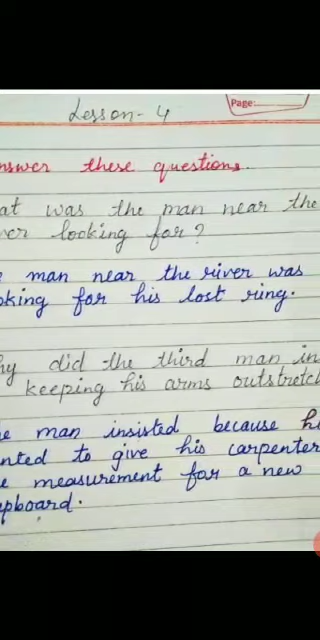 Lesson-4
Page:
nswer these questions.
at was the man near the
ver looking for?
e man near the river was
oking for his lost ring.
hy did the third man in
keeping his arms outstretc
e man insisted because h
nted to give his carpenter
e measurement for a new
pboard.